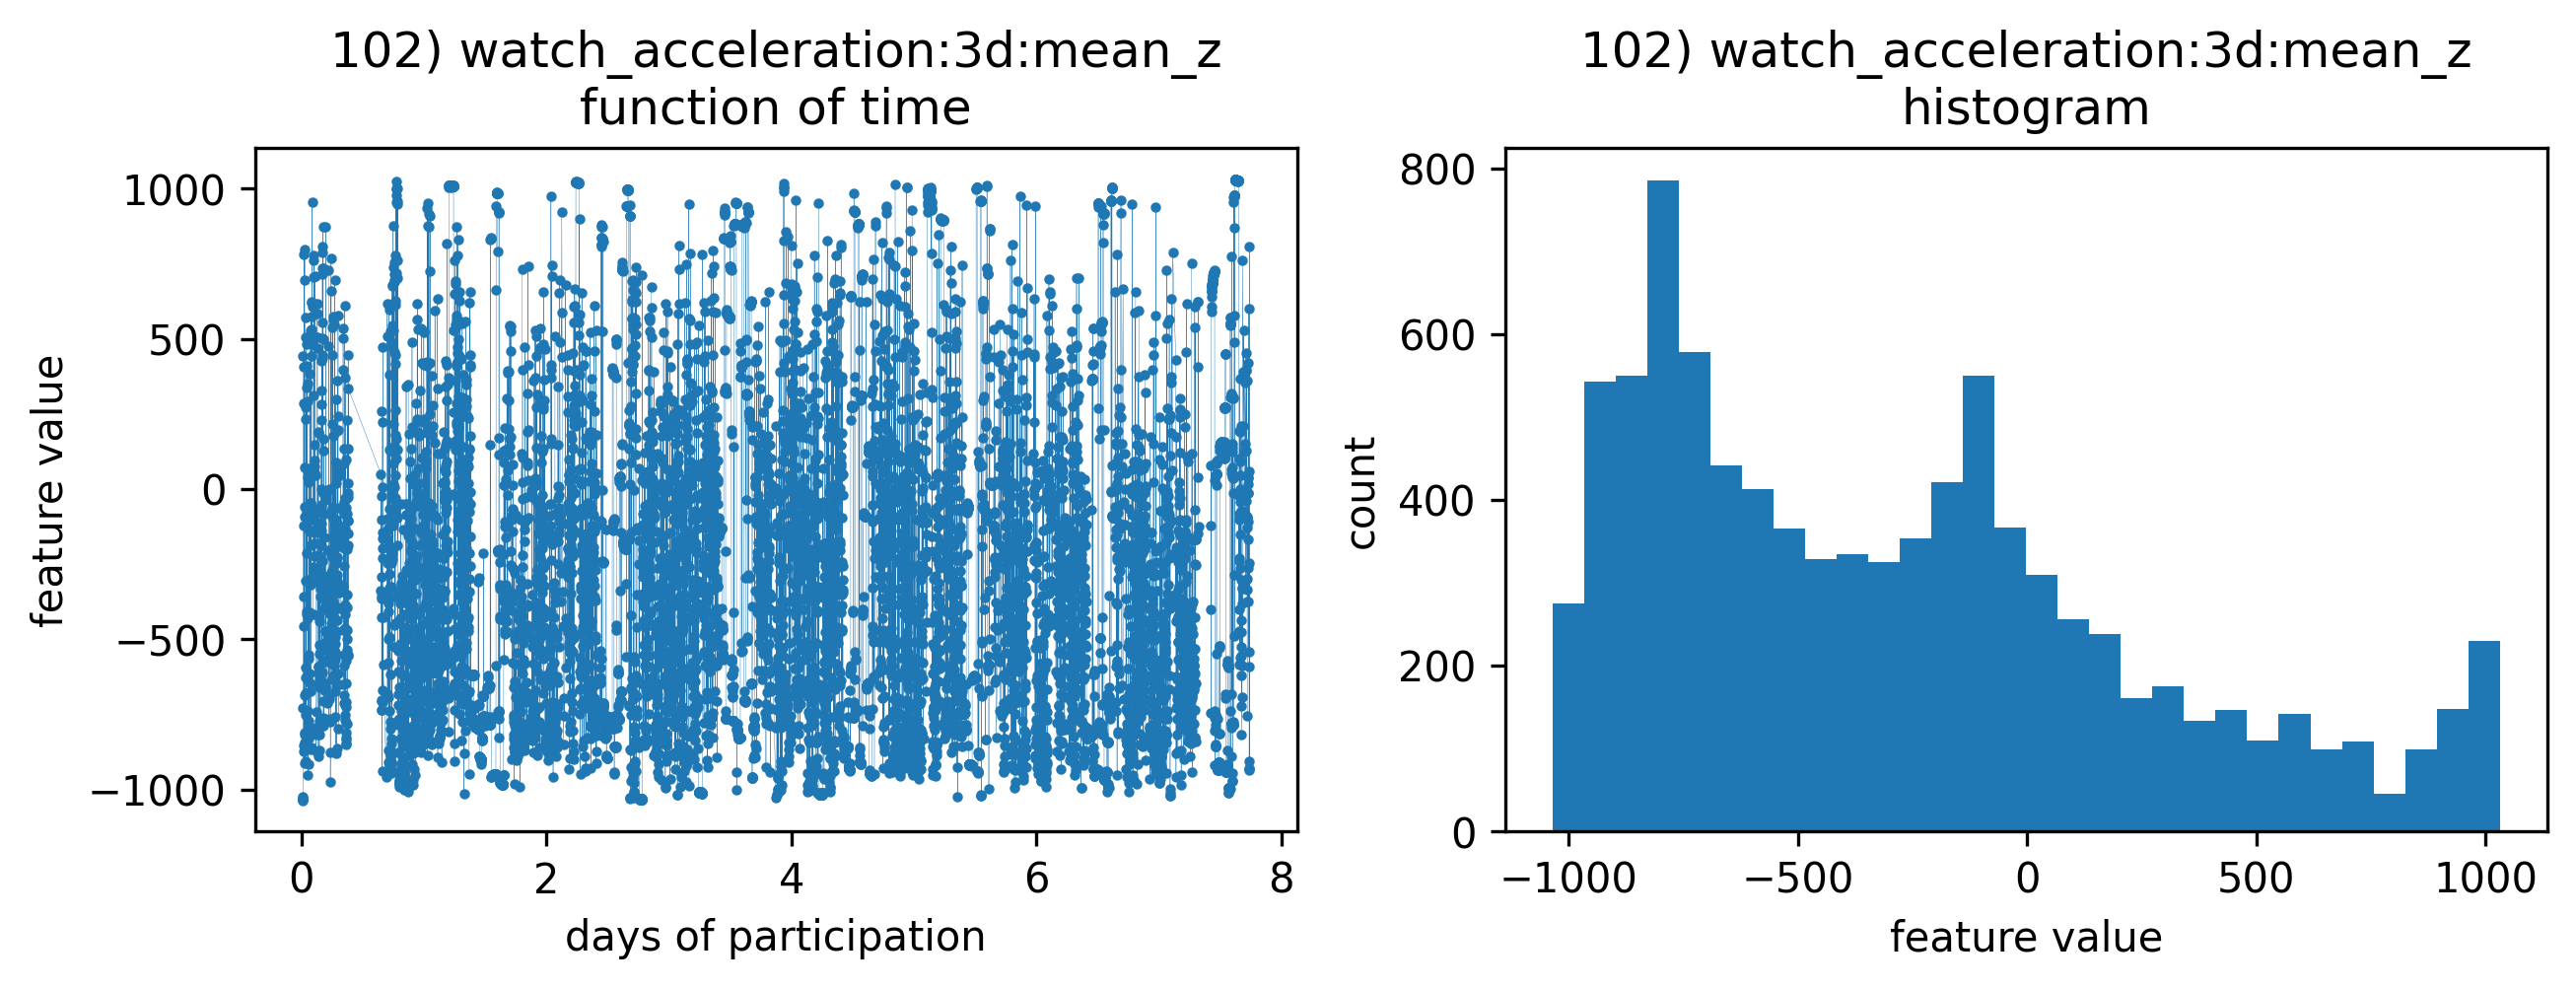 102) watch_acceleration:3d:mean_z
function of time
feature value
1000
500
0
−500
−1000
0 2 4 6 8
days of participation
102) watch_acceleration:3d:mean_z
histogram
count
800
600
400
200
0
−1000 −500 0 500 1000
feature value